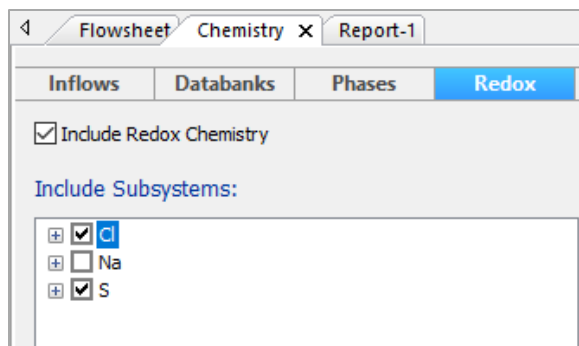 Flowsheet Chemistry Report-1
Inflows Databanks Phases Redox
Include Redox Chemistry
Include Subsystems:
Cl
Na
S